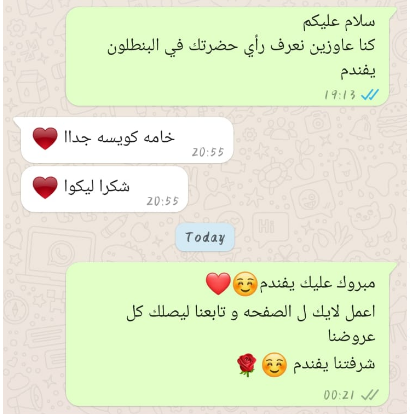 سلام عليكم
كنا عاوزين نعرف رأي حضرتك في البنطلون
يفندم
19:13
خامه كويسه جداا ❤️
20:55
شكرا ليكوا ❤️
20:55
Today
مبروك عليك يفندم☺️❤️
اعمل لايك ل الصفحه و تابعنا ليصلك كل
عروضنا
شرفتنا يفندم ☺️🌹
00:21